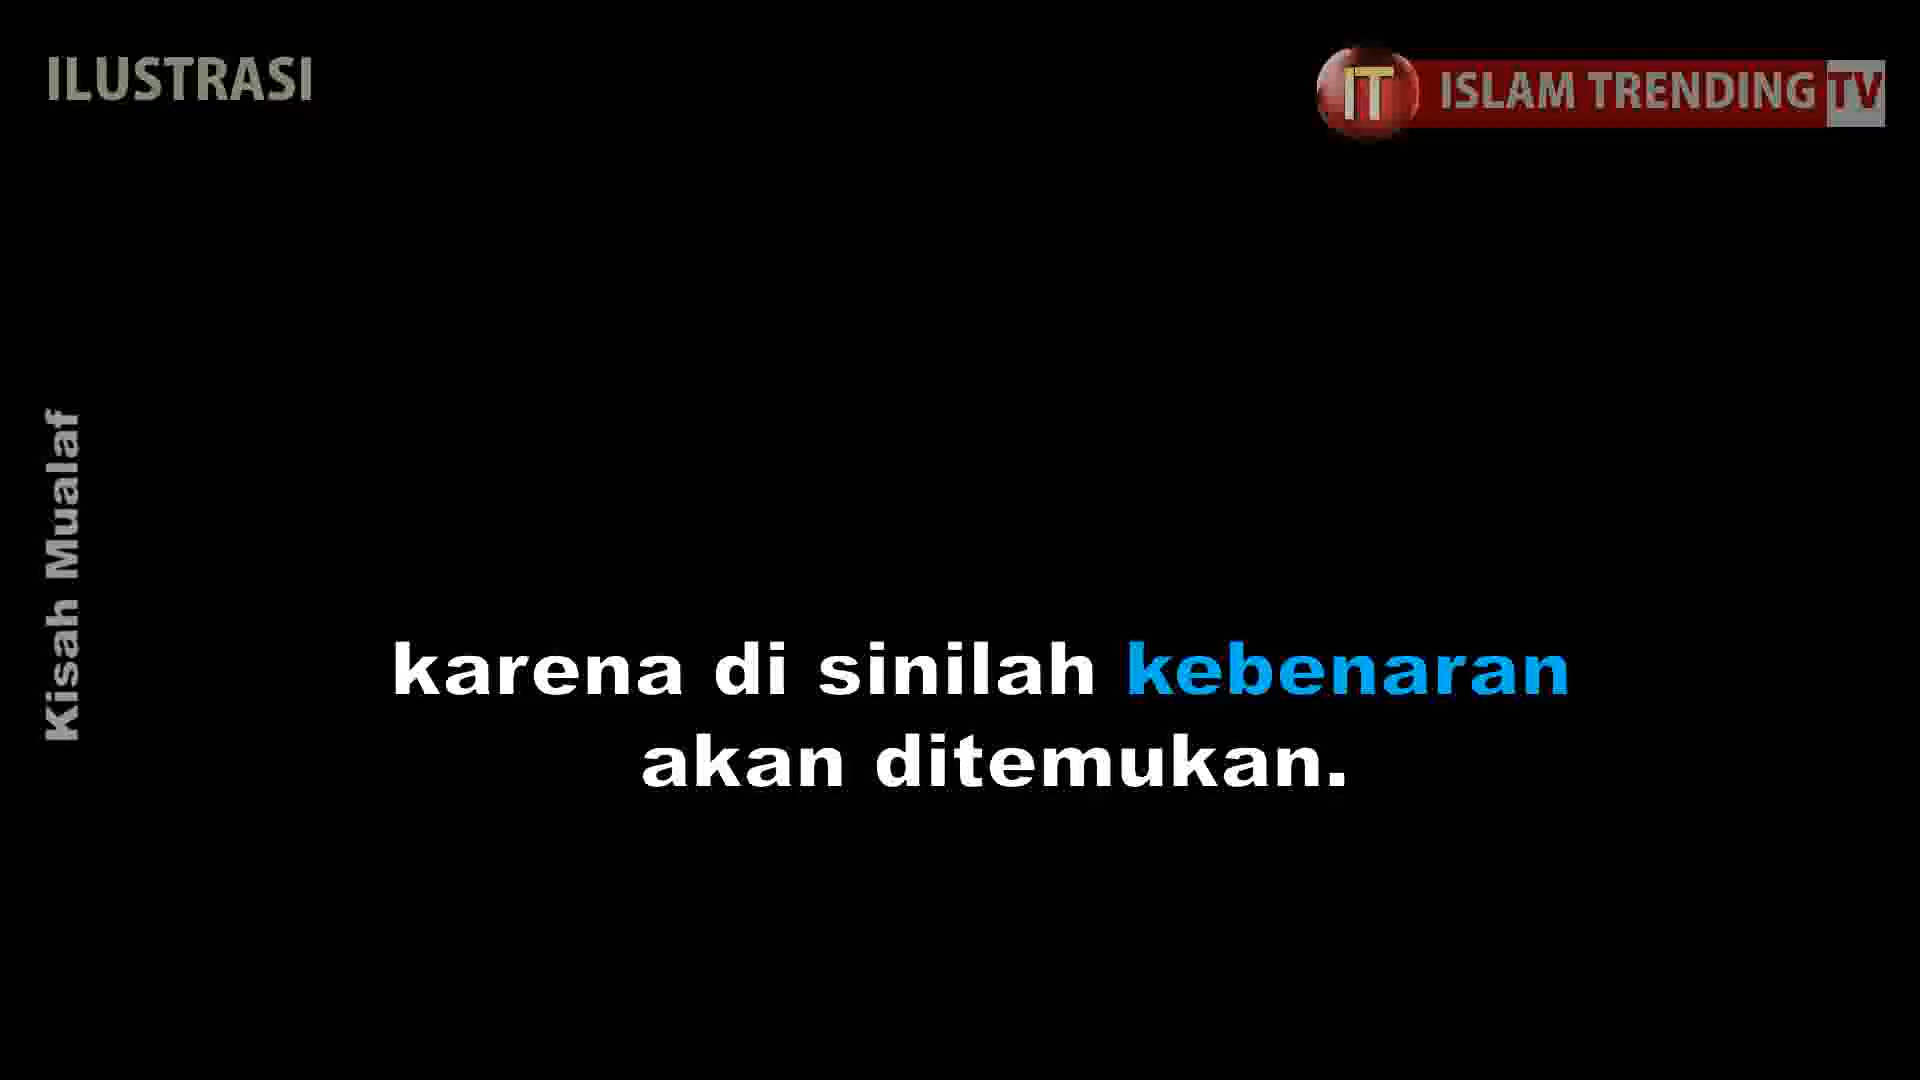 ILUSTRASI
IT ISLAM TRENDING TV
Kisah Mualaf
karena di sinilah kebenaran
akan ditemukan.